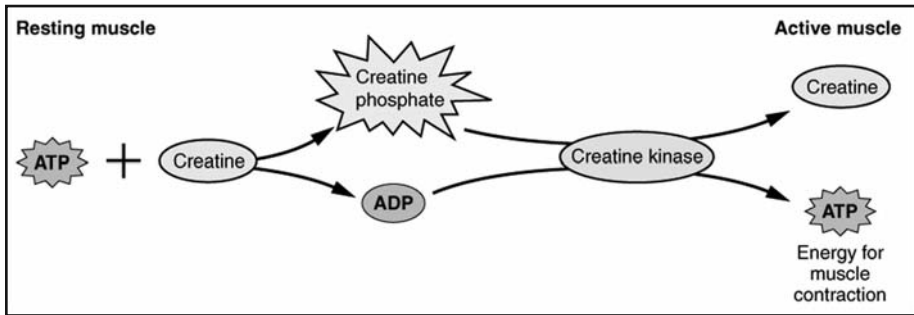 Resting muscle
Active muscle
Creatine
phosphate
Creatine
ATP
+
Creatine
Creatine kinase
ADP
ATP
Energy for
muscle
contraction